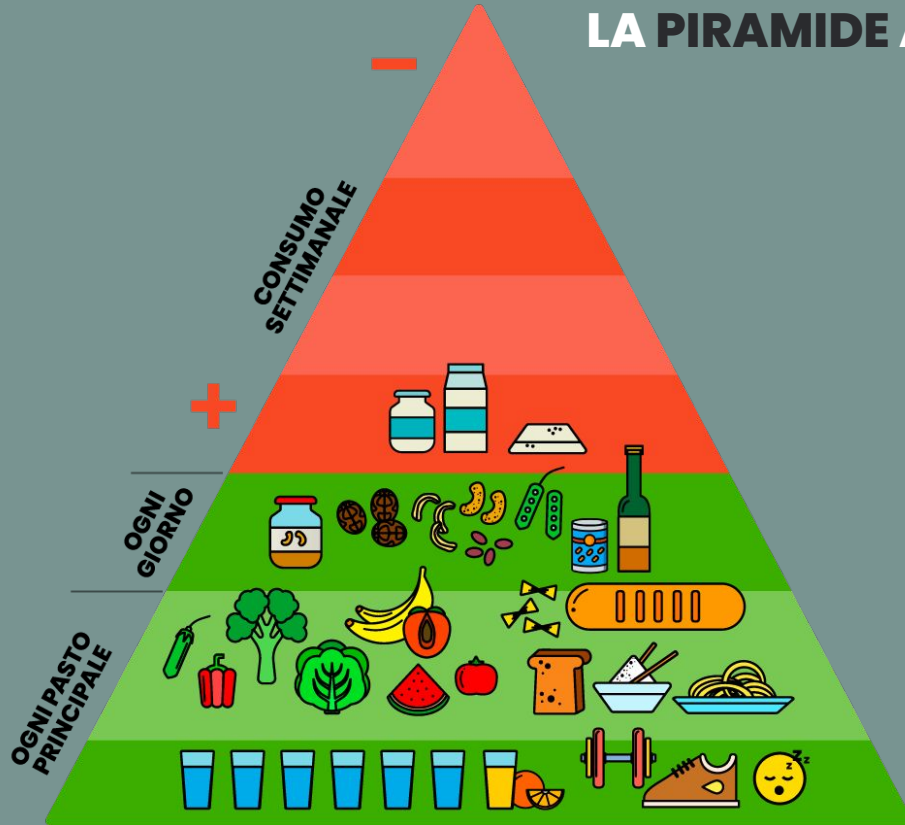 LA PIRAMIDE
CONSUMO
SETTIMANALE
OGNI
GIORNO
OGNI PASTO
PRINCIPALE
z z z